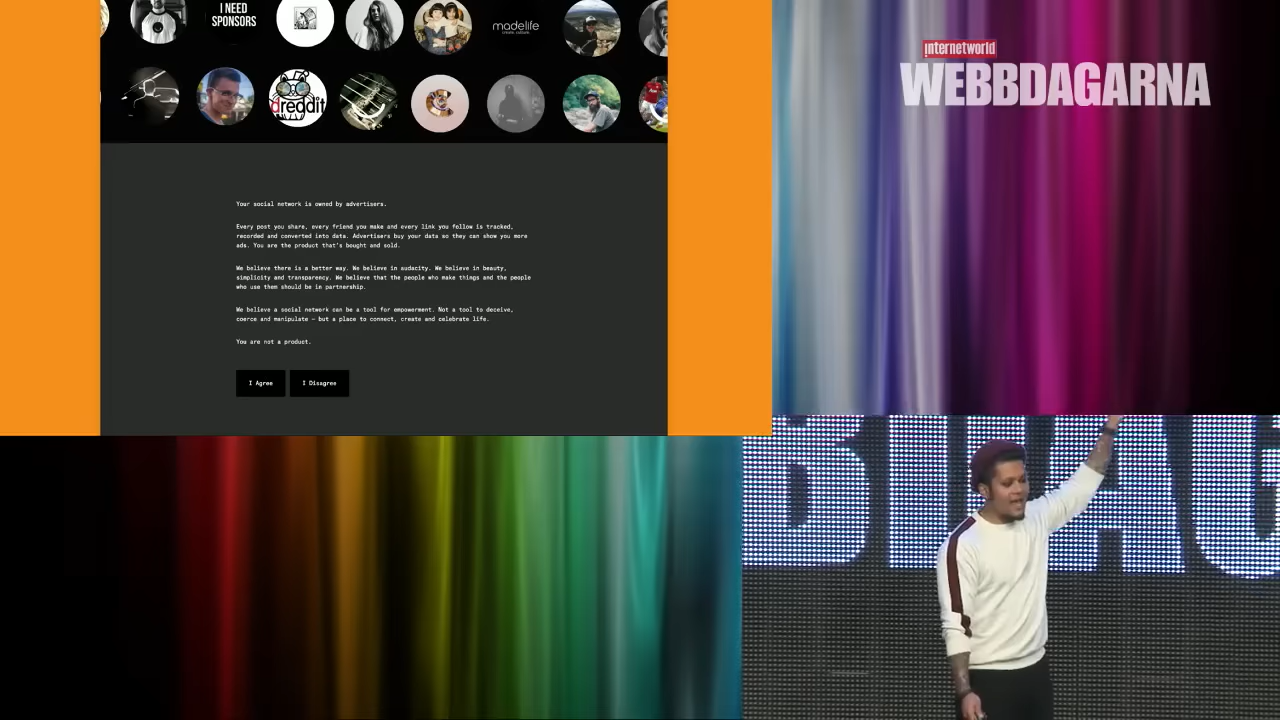 I NEED
SPONSORS
madelife
create. culture.
dreddit
Your social network is owned by advertisers.
Every post you share, every friend you make and every link you follow is tracked,
recorded and converted into data. Advertisers buy your data so they can show you more
ads. You are the product that's bought and sold.
We believe there is a better way. We believe in audacity. We believe in beauty,
simplicity and transparency. We believe that the people who make things and the people
who use them should be in partnership.
We believe a social network can be a tool for empowerment. Not a tool to deceive,
coerce and manipulate — but a place to connect, create and celebrate life.
You are not a product.
I Agree
I Disagree
internetworld
WEBBDAGARNA
BDAG